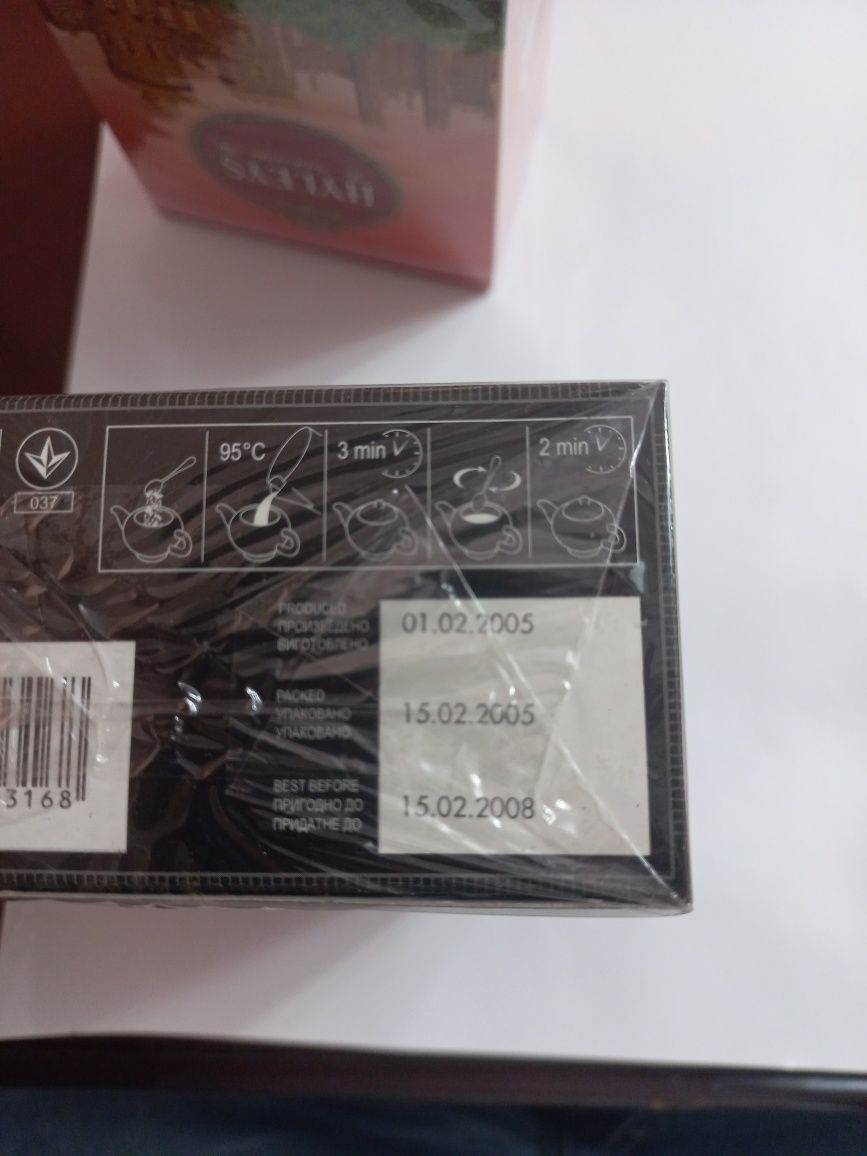 HYLLEYS
95°C
3 min
2 min
037
PRODUCED
ПРОИЗВЕДЕНО
ВИГОТОВЛЕНО
01.02.2005
PACKED
УПАКОВАНО
УПАКОВАНО
15.02.2005
BEST BEFORE
ПРИГОДНО ДО
ПРИДАТНЕ ДО
15.02.2008
3168